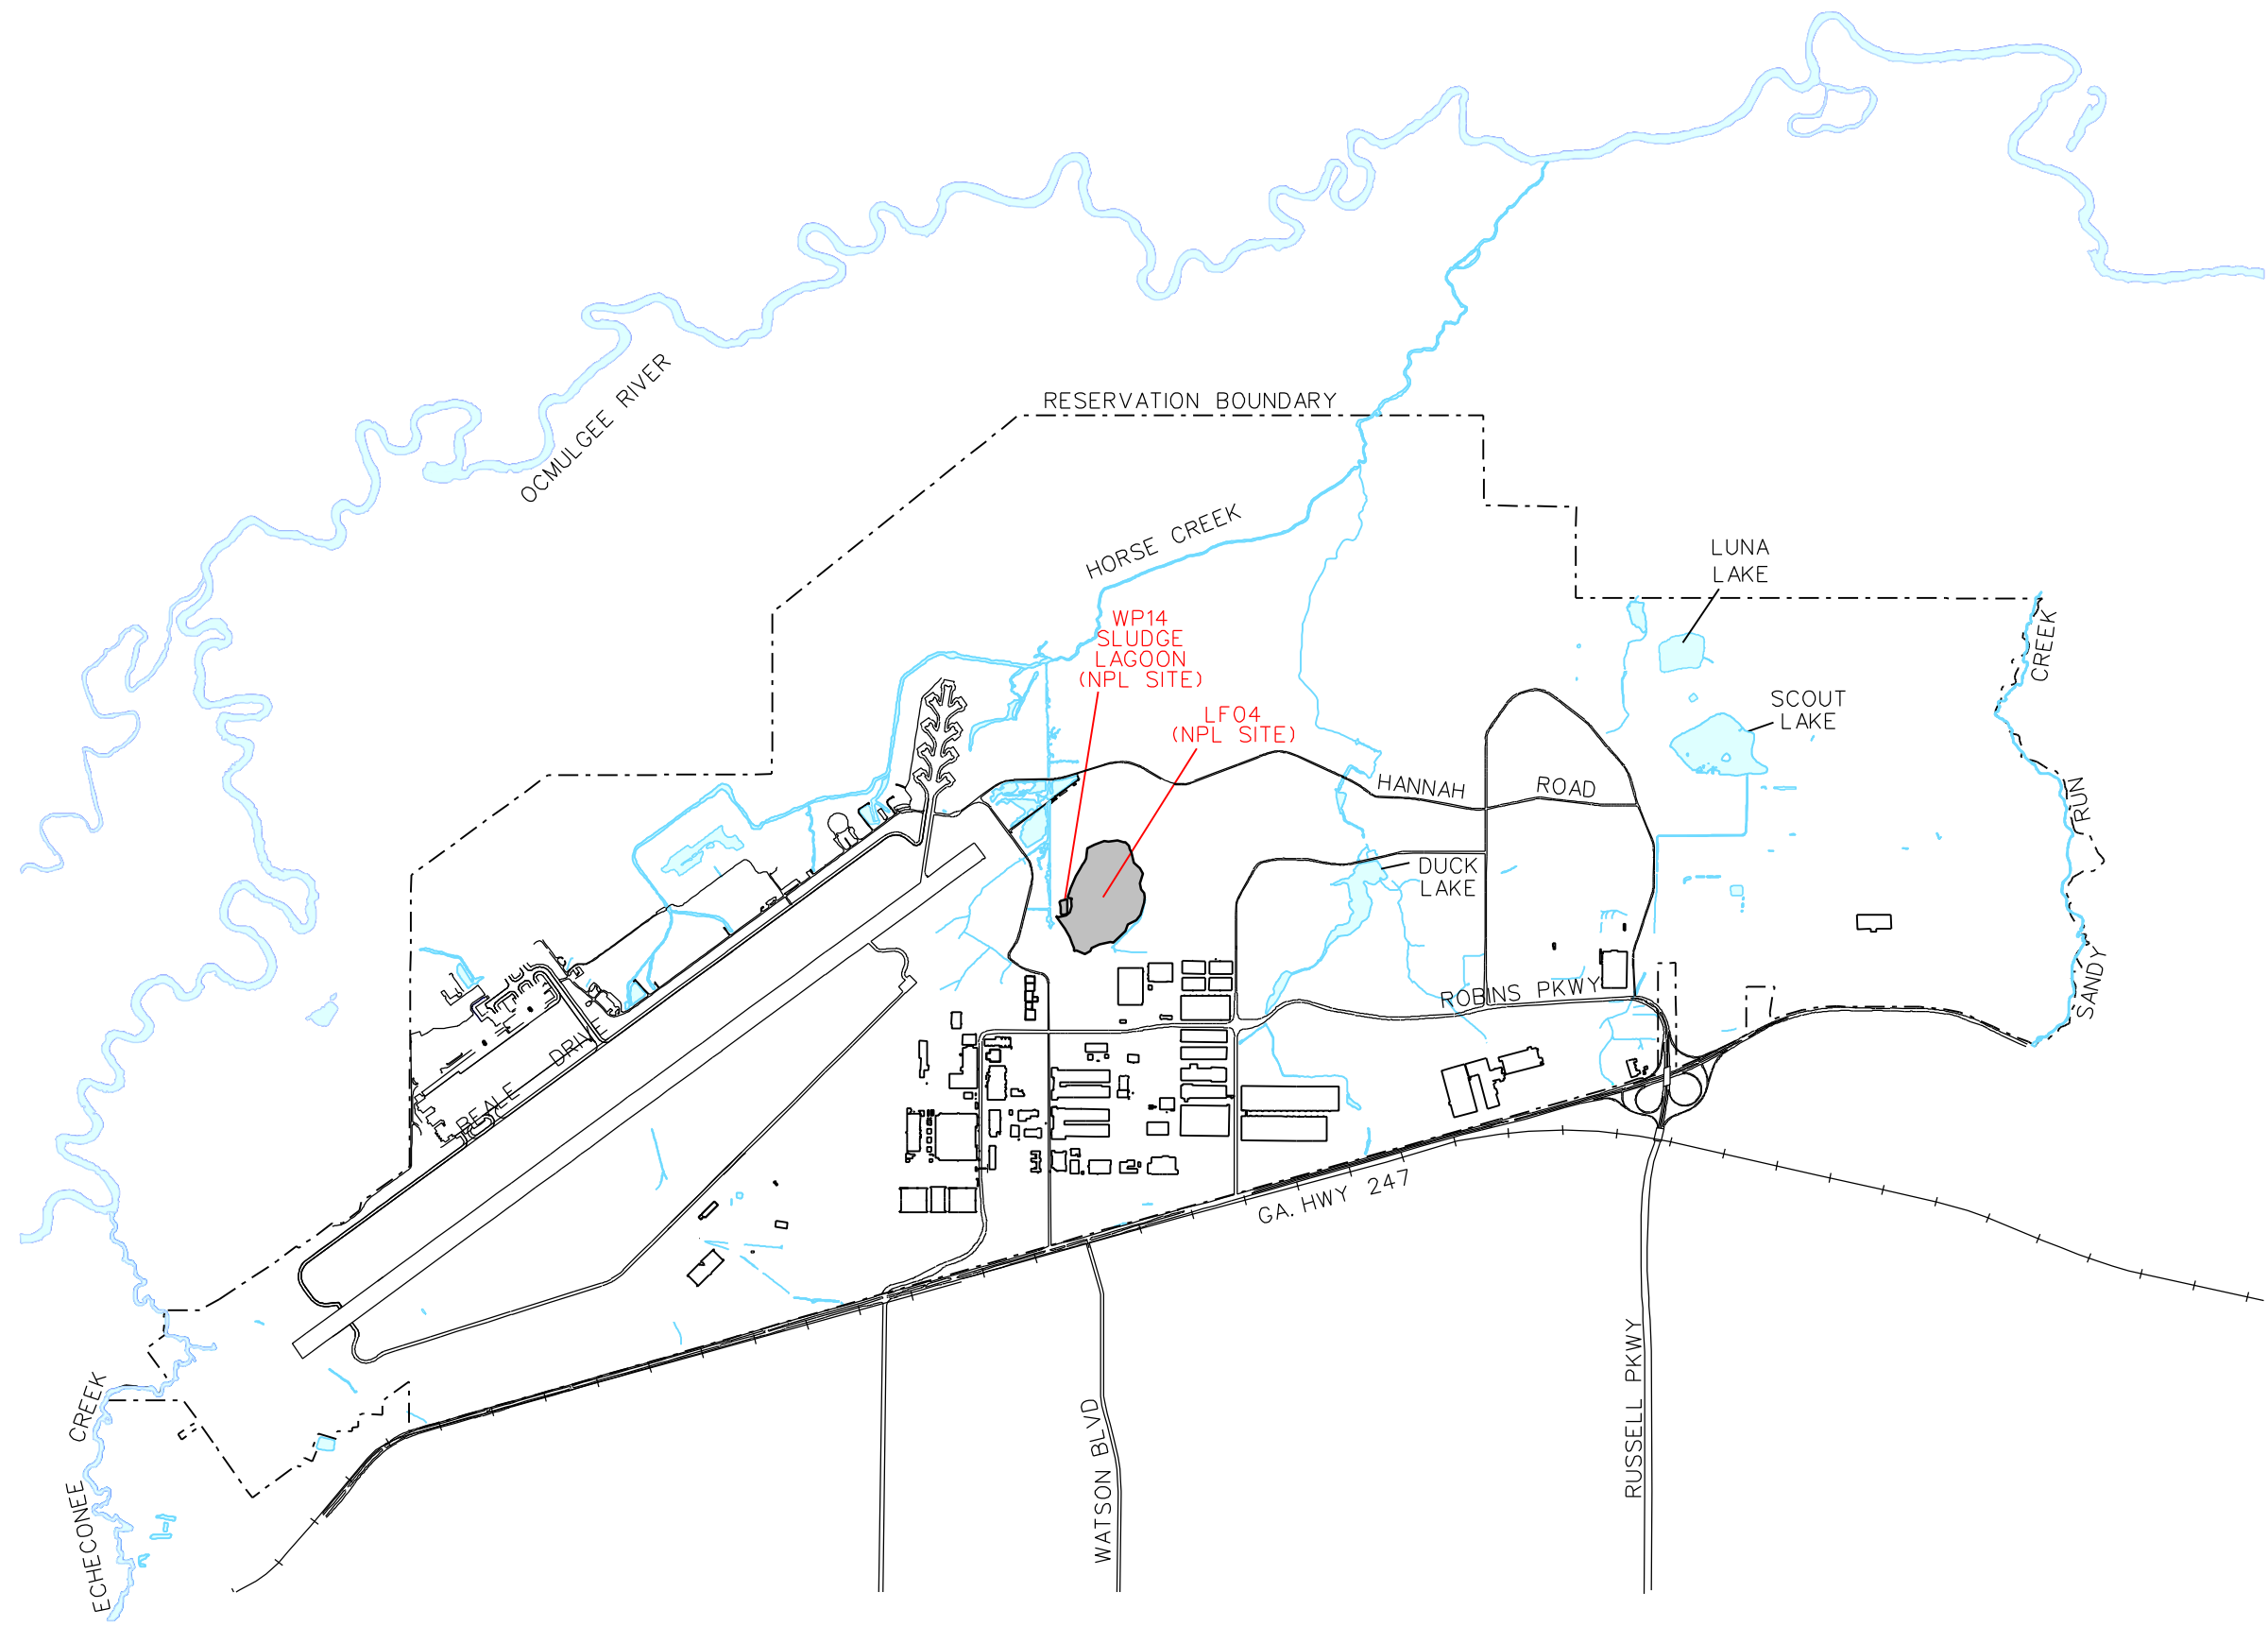 RESERVATION BOUNDARY
OCMULGEE RIVER
HORSE CREEK
LUNA
LAKE
WP14
SLUDGE
LAGOON
(NPL SITE)
CREEK
SCOUT
LAKE
LF04
(NPL SITE)
HANNAH ROAD
RUN
DUCK
LAKE
SANDY
ROBINS PKWY
BEALE DRIVE
GA. HWY 247
RUSSELL PKWY
WATSON BLVD
ECHECONEE CREEK